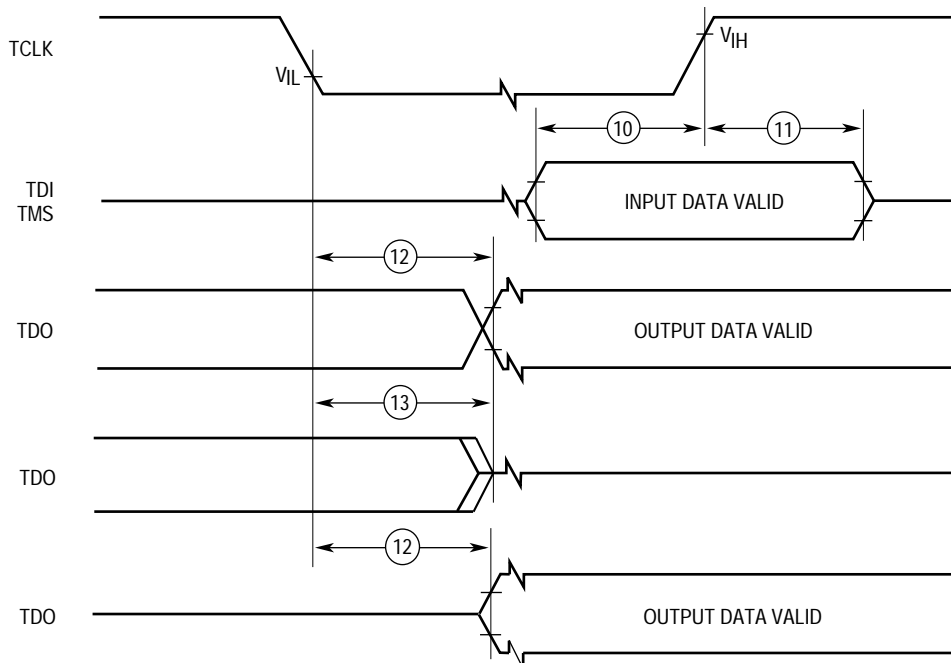 TCLK
VIL
VIH
10
11
TDI
TMS
INPUT DATA VALID
12
TDO
OUTPUT DATA VALID
13
TDO
12
TDO
OUTPUT DATA VALID